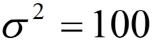 σ² = 100